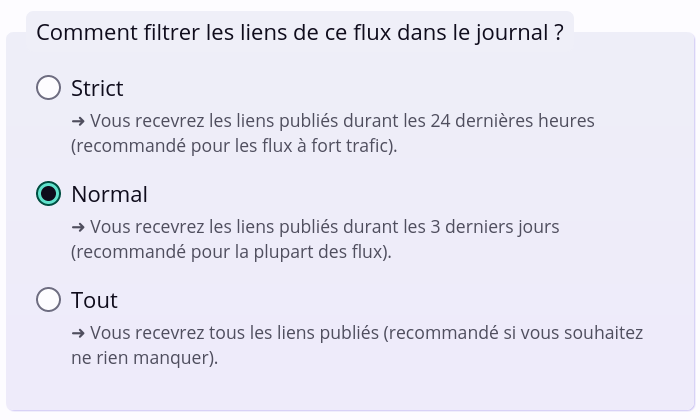 Comment filtrer les liens de ce flux dans le journal ?
Strict
➜ Vous recevrez les liens publiés durant les 24 dernières heures
(recommandé pour les flux à fort trafic).
Normal
➜ Vous recevrez les liens publiés durant les 3 derniers jours
(recommandé pour la plupart des flux).
Tout
➜ Vous recevrez tous les liens publiés (recommandé si vous souhaitez
ne rien manquer).